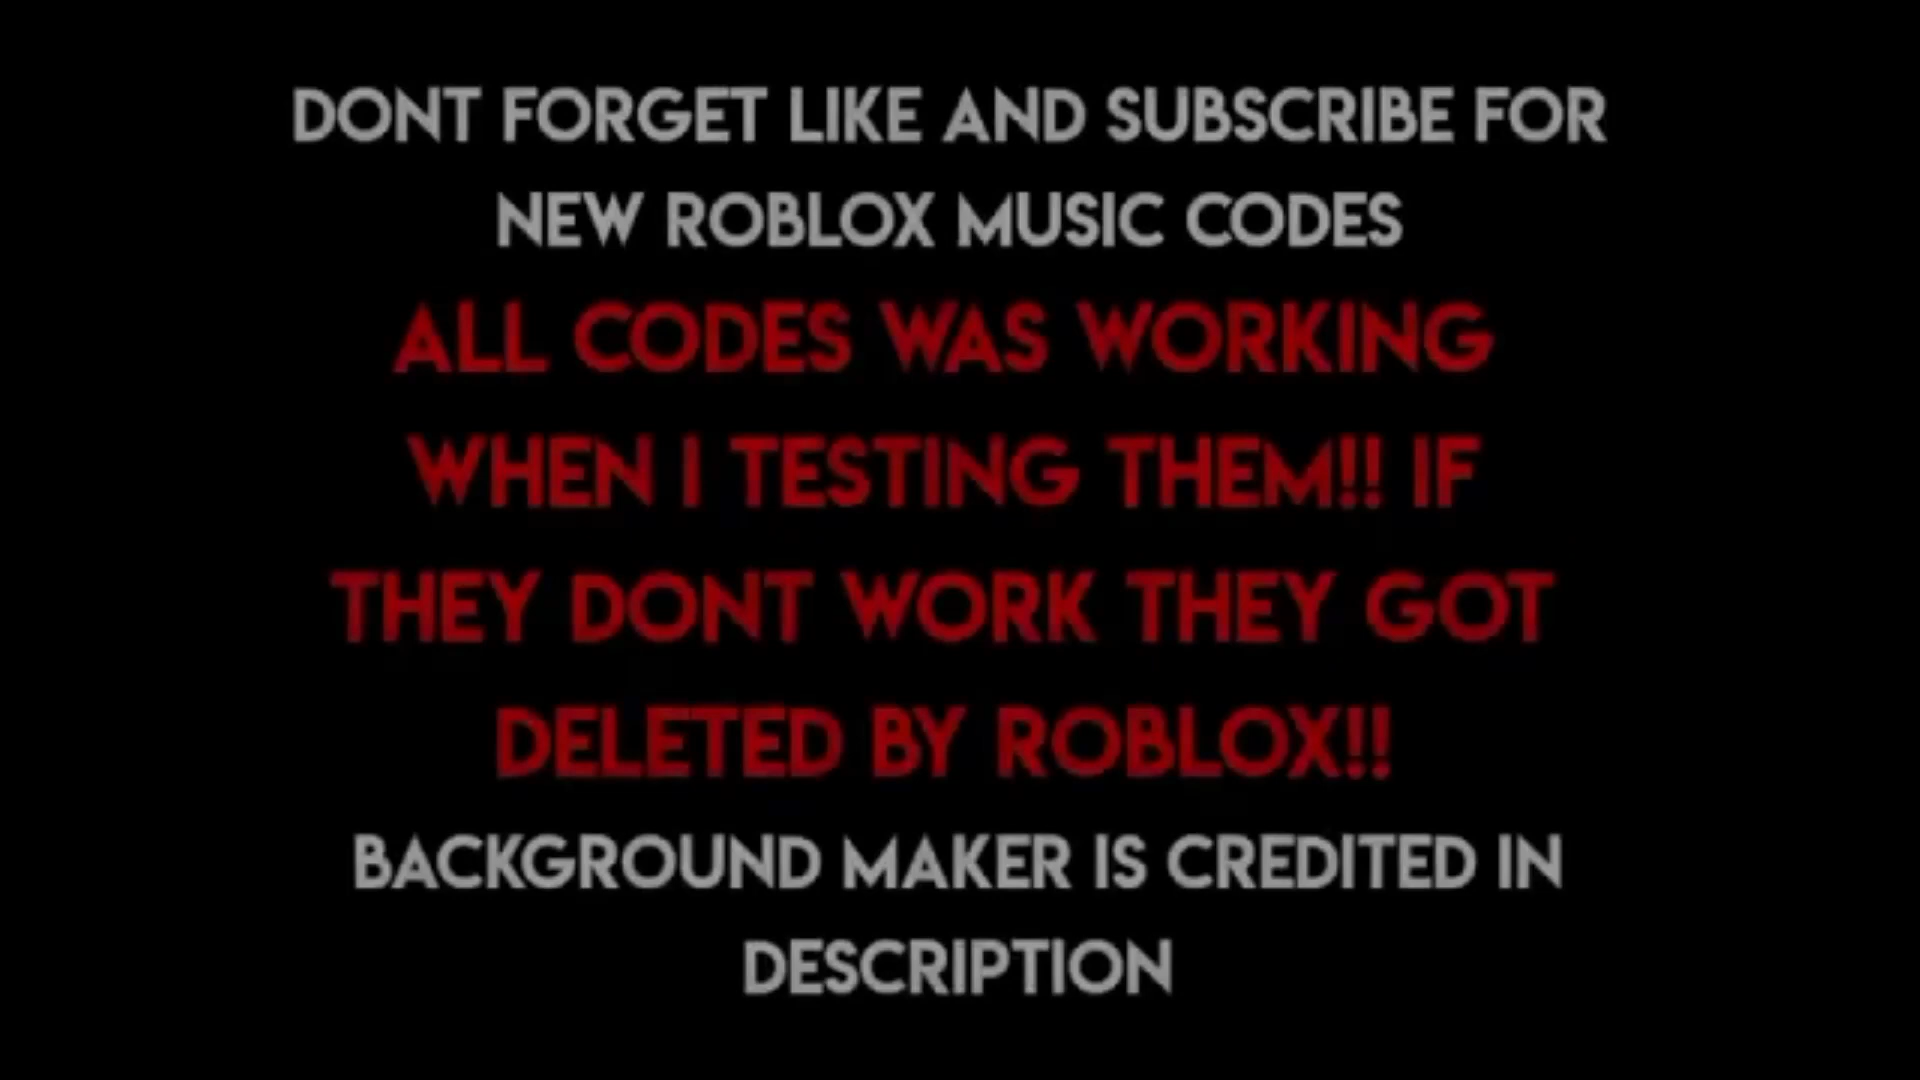 DONT FORGET LIKE AND SUBSCRIBE FOR
NEW ROBLOX MUSIC CODES
ALL CODES WAS WORKING
WHEN I TESTING THEM!! IF
THEY DONT WORK THEY GOT
DELETED BY ROBLOX!!
BACKGROUND MAKER IS CREDITED IN
DESCRIPTION